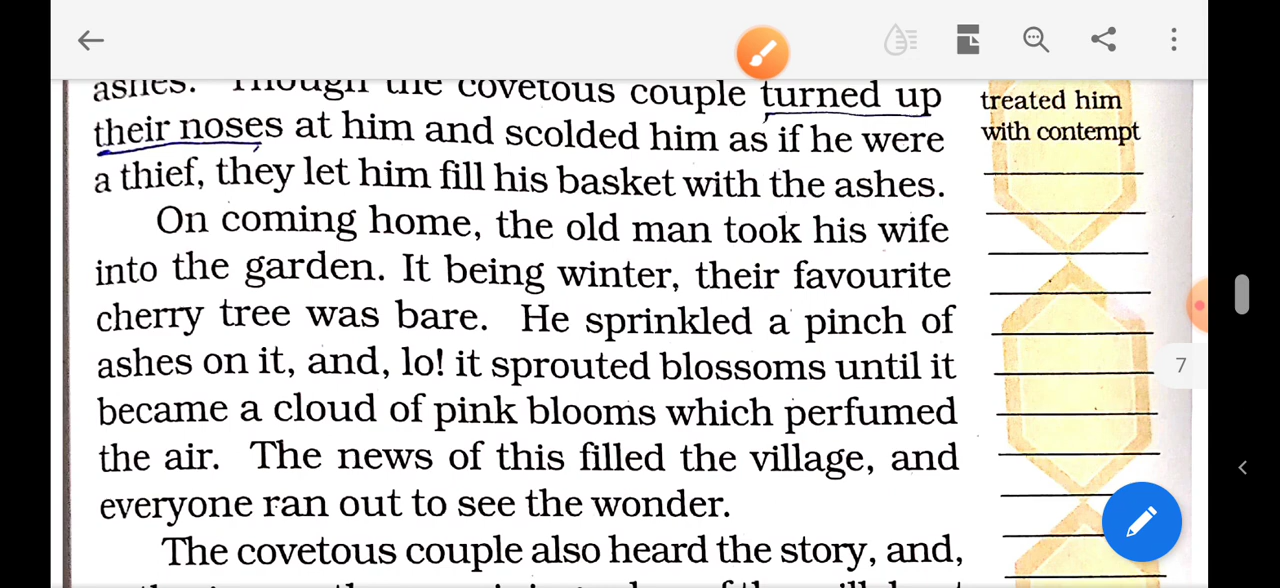 ashes. Though the covetous couple turned up
their noses at him and scolded him as if he were
a thief, they let him fill his basket with the ashes.
On coming home, the old man took his wife
into the garden. It being winter, their favourite
cherry tree was bare. He sprinkled a pinch of
ashes on it, and, lo! it sprouted blossoms until it
became a cloud of pink blooms which perfumed
the air. The news of this filled the village, and
everyone ran out to see the wonder.
The covetous couple also heard the story, and,
treated him
with contempt
7